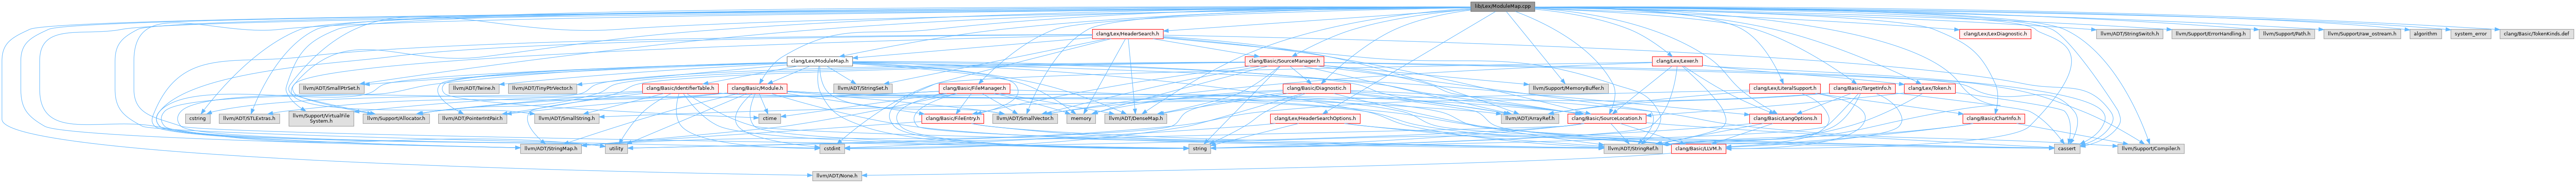 lib/Lex/ModuleMap.cpp
clang/Lex/HeaderSearch.h
clang/Lex/LexDiagnostic.h
llvm/ADT/StringSwitch.h
llvm/Support/ErrorHandling.h
llvm/Support/Path.h
llvm/Support/raw_ostream.h
algorithm
system_error
clang/Basic/TokenKinds.def
clang/Lex/ModuleMap.h
clang/Basic/SourceManager.h
clang/Lex/Lexer.h
llvm/ADT/SmallPtrSet.h
llvm/ADT/Twine.h
llvm/ADT/TinyPtrVector.h
clang/Basic/IdentifierTable.h
clang/Basic/Module.h
llvm/ADT/StringSet.h
clang/Basic/FileManager.h
clang/Basic/Diagnostic.h
llvm/Support/MemoryBuffer.h
clang/Lex/LiteralSupport.h
clang/Basic/TargetInfo.h
clang/Lex/Token.h
cstring
llvm/ADT/STLExtras.h
llvm/Support/VirtualFile
System.h
llvm/Support/Allocator.h
llvm/ADT/PointerIntPair.h
llvm/ADT/SmallString.h
ctime
clang/Basic/FileEntry.h
llvm/ADT/SmallVector.h
memory
llvm/ADT/DenseMap.h
clang/Lex/HeaderSearchOptions.h
llvm/ADT/ArrayRef.h
clang/Basic/SourceLocation.h
clang/Basic/LangOptions.h
clang/Basic/CharInfo.h
llvm/ADT/StringMap.h
utility
cstdint
string
llvm/ADT/StringRef.h
clang/Basic/LLVM.h
cassert
llvm/Support/Compiler.h
llvm/ADT/None.h